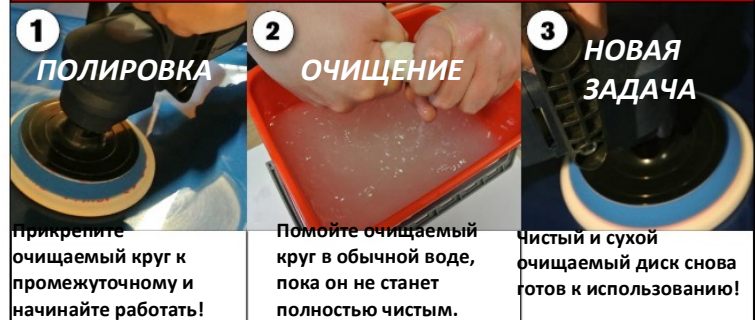 1
ПОЛИРОВКА
Прикрепите
очищаемый круг к
промежуточному и
начинайте работать!
2
ОЧИЩЕНИЕ
Помойте очищаемый
круг в обычной воде,
пока он не станет
полностью чистым.
3
НОВАЯ
ЗАДАЧА
Чистый и сухой
очищаемый диск снова
готов к использованию!